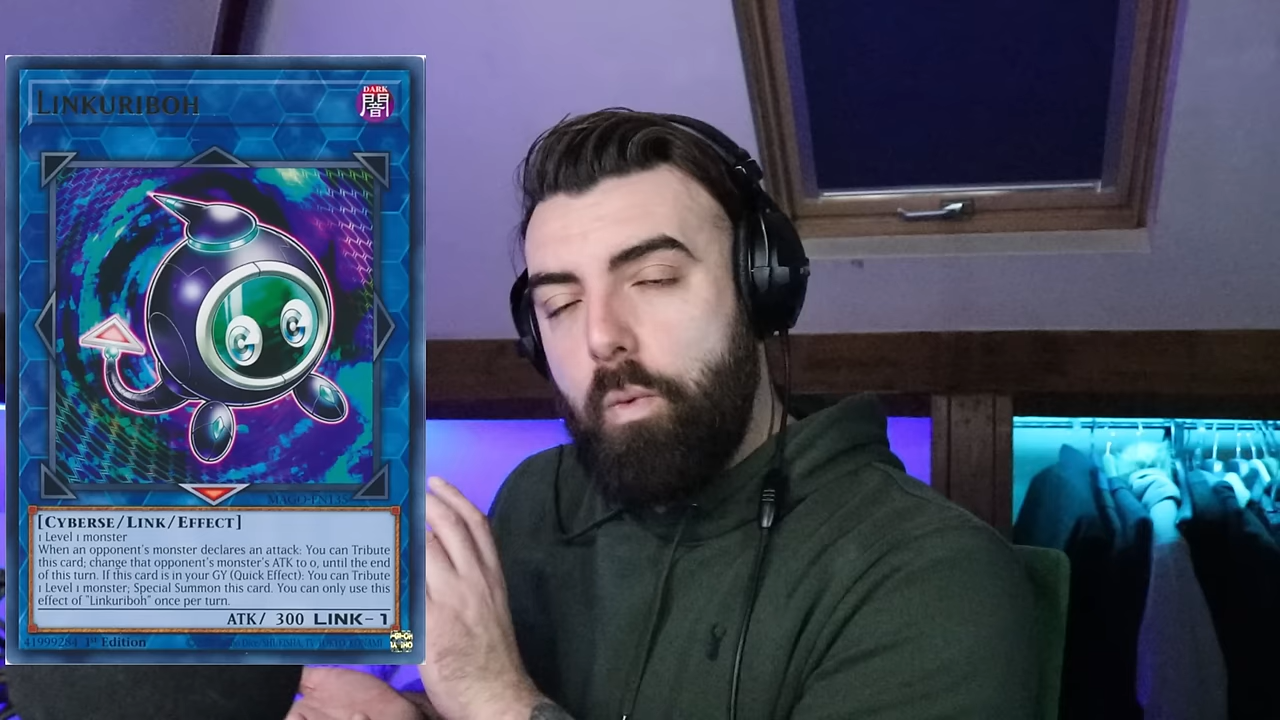 LINKURIBOH
DARK
闇
MAGO-EN135
[CYBERSE/LINK/EFFECT]
1 Level 1 monster
When an opponent's monster declares an attack: You can Tribute
this card; change that opponent's monster's ATK to 0, until the end
of this turn. If this card is in your GY (Quick Effect): You can Tribute
1 Level 1 monster; Special Summon this card. You can only use this
effect of "Linkuriboh" once per turn.
ATK/ 300 LINK-1
41999284 1st Edition